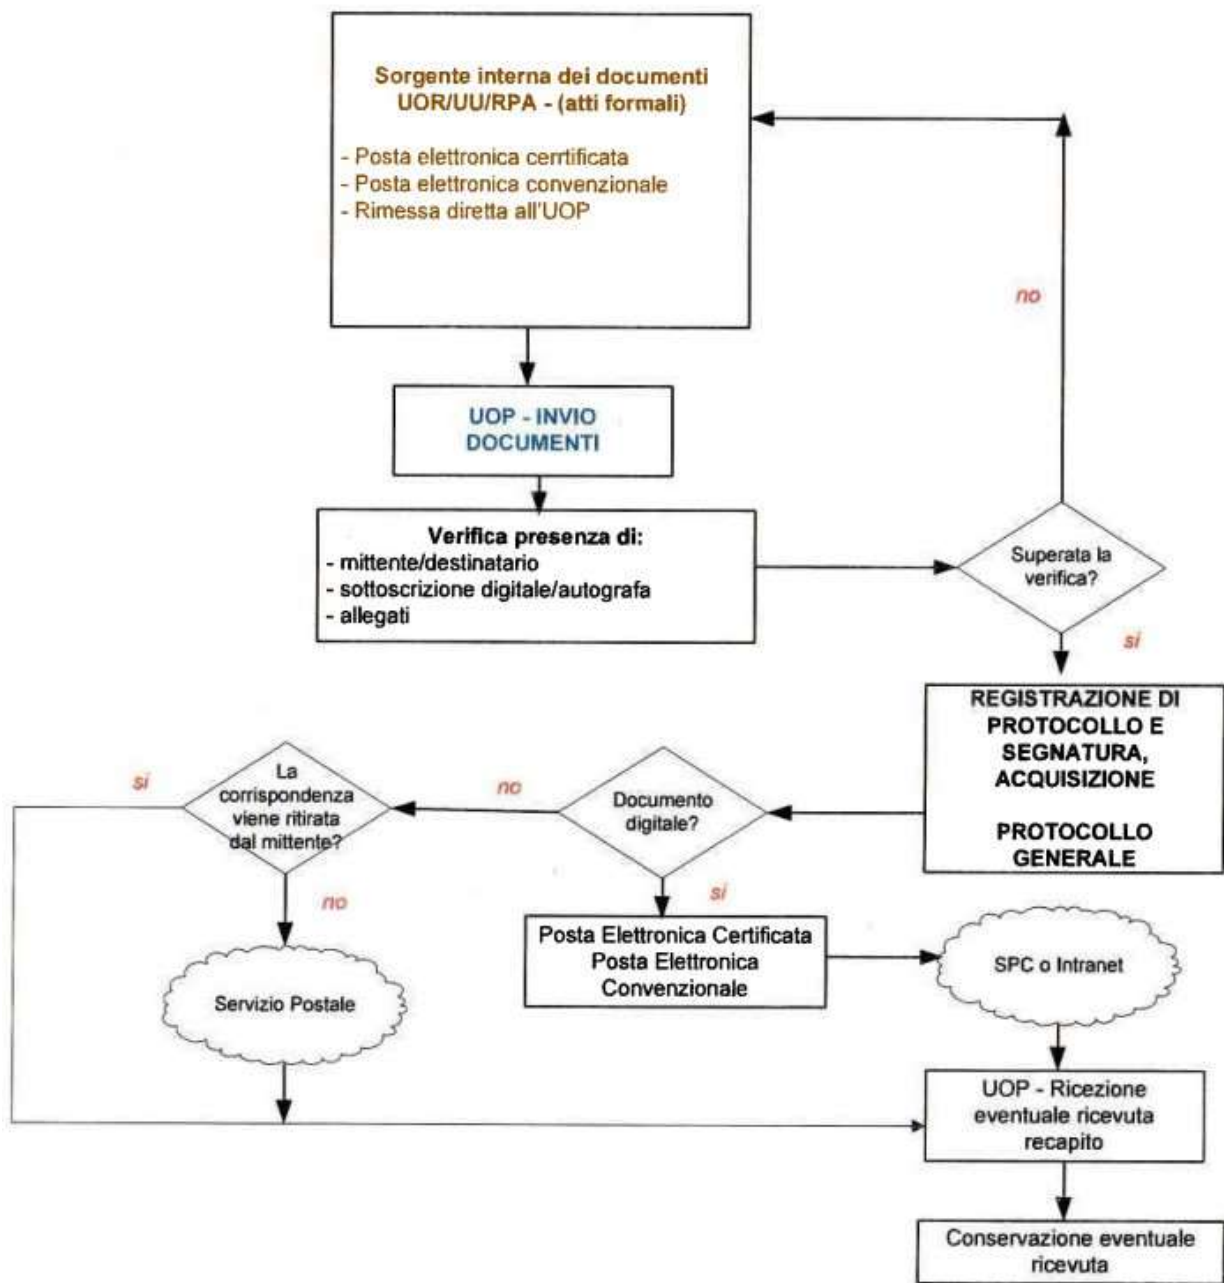 Sorgente interna dei documenti
UOR/UU/RPA - (atti formali)
- Posta elettronica cerrtificata
- Posta elettronica convenzionale
- Rimessa diretta all'UOP
no
UOP - INVIO
DOCUMENTI
Verifica presenza di:
- mittente/destinatario
- sottoscrizione digitale/autografa
- allegati
Superata la
verifica?
si
REGISTRAZIONE DI
PROTOCOLLO E
SEGNATURA,
ACQUISIZIONE
PROTOCOLLO
GENERALE
Documento
digitale?
no
La
corrispondenza
viene ritirata
dal mittente?
si
no
si
Posta Elettronica Certificata
Posta Elettronica
Convenzionale
SPC o Intranet
Servizio Postale
UOP - Ricezione
eventuale ricevuta
recapito
Conservazione eventuale
ricevuta